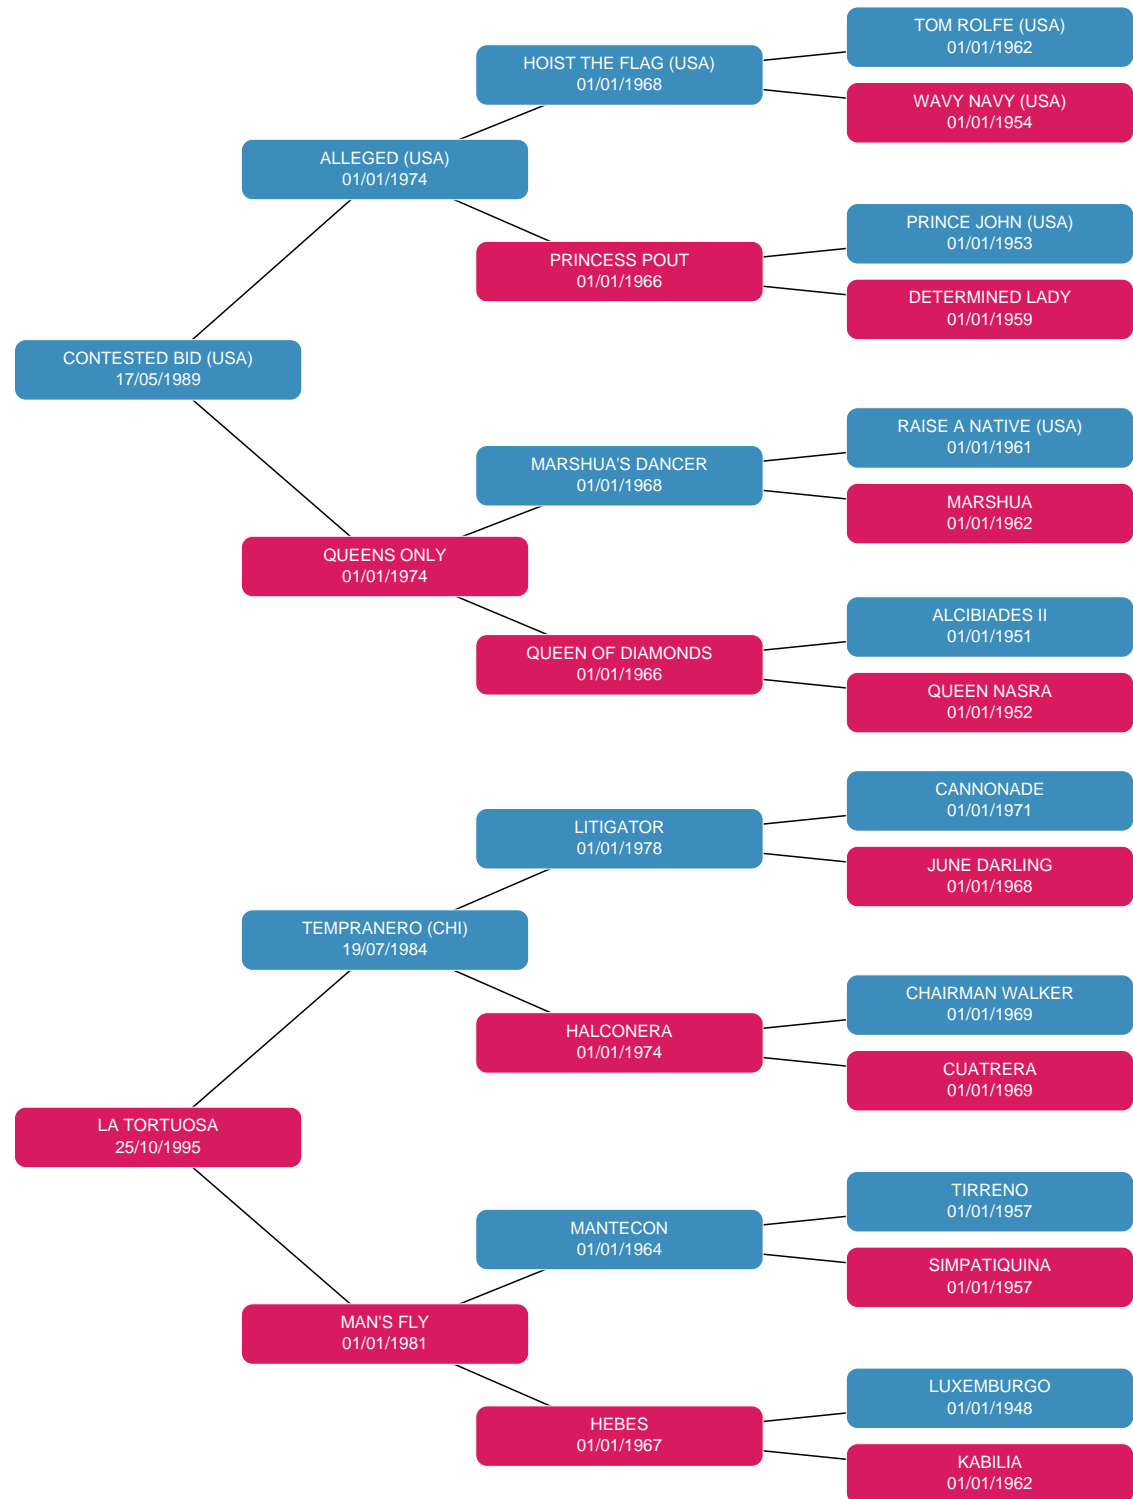 TOM ROLFE (USA)
01/01/1962
HOIST THE FLAG (USA)
01/01/1968
WAVY NAVY (USA)
01/01/1954
ALLEGED (USA)
01/01/1974
PRINCE JOHN (USA)
01/01/1953
PRINCESS POUT
01/01/1966
DETERMINED LADY
01/01/1959
CONTESTED BID (USA)
17/05/1989
RAISE A NATIVE (USA)
01/01/1961
MARSHUA'S DANCER
01/01/1968
MARSHUA
01/01/1962
QUEENS ONLY
01/01/1974
ALCIBIADES II
01/01/1951
QUEEN OF DIAMONDS
01/01/1966
QUEEN NASRA
01/01/1952
CANNONADE
01/01/1971
LITIGATOR
01/01/1978
JUNE DARLING
01/01/1968
TEMPRANERO (CHI)
19/07/1984
CHAIRMAN WALKER
01/01/1969
HALCONERA
01/01/1974
CUATRERA
01/01/1969
LA TORTUOSA
25/10/1995
TIRRENO
01/01/1957
MANTECON
01/01/1964
SIMPATIQUINA
01/01/1957
MAN'S FLY
01/01/1981
LUXEMBURGO
01/01/1948
HEBES
01/01/1967
KABILIA
01/01/1962